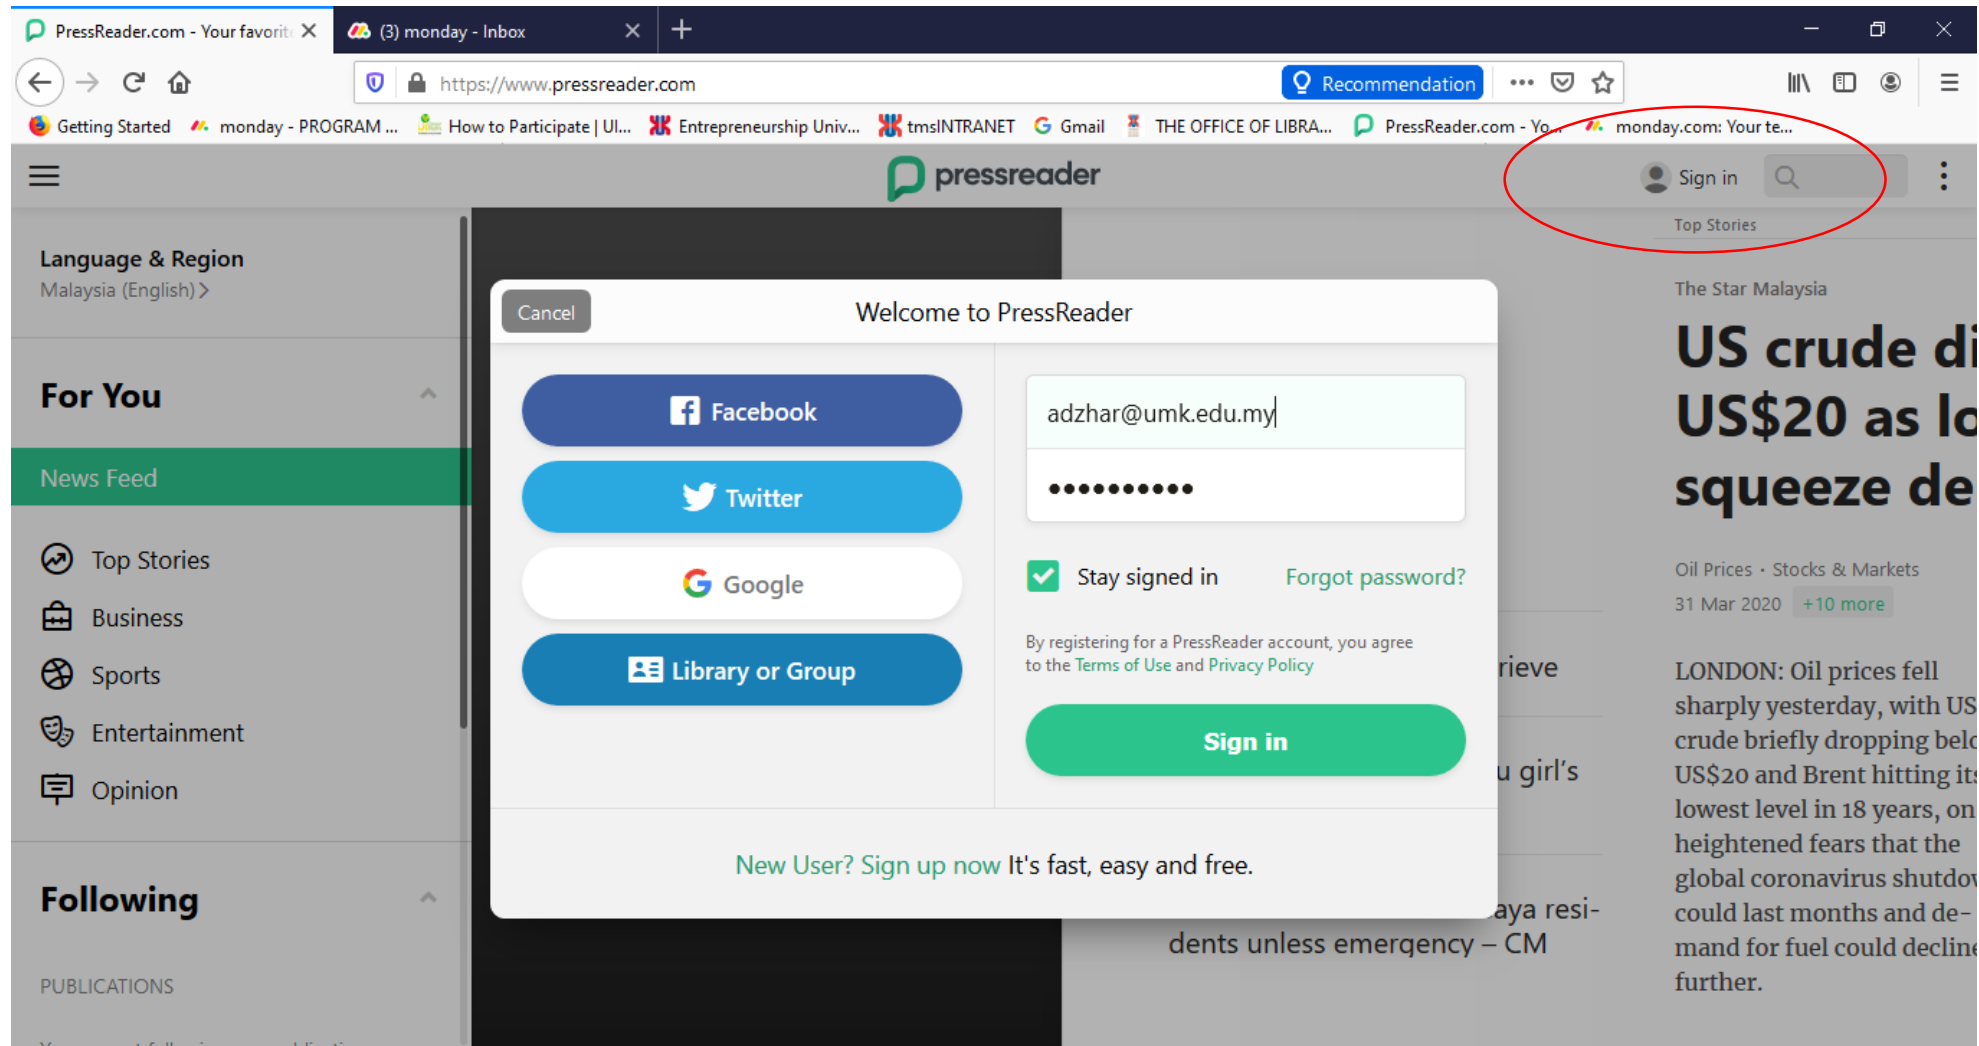 PressReader.com - Your favorit
(3) monday - Inbox
https://www.pressreader.com
Recommendation
Getting Started
monday - PROGRAM ...
How to Participate | UI...
Entrepreneurship Univ...
tmsINTRANET
Gmail
THE OFFICE OF LIBRA...
PressReader.com - Yo...
monday.com: Your te...
pressreader
Sign in
Language & Region
Malaysia (English)
For You
News Feed
Top Stories
Business
Sports
Entertainment
Opinion
Following
PUBLICATIONS
Cancel
Welcome to PressReader
Facebook
Twitter
Google
Library or Group
adzhar@umk.edu.my
••••••••••
Stay signed in
Forgot password?
By registering for a PressReader account, you agree
to the Terms of Use and Privacy Policy
Sign in
New User? Sign up now It's fast, easy and free.
rieve
u girl's
aya resi-
dents unless emergency – CM
Top Stories
The Star Malaysia
US crude di
US$20 as lo
squeeze de
Oil Prices • Stocks & Markets
31 Mar 2020 +10 more
LONDON: Oil prices fell
sharply yesterday, with US
crude briefly dropping belo
US$20 and Brent hitting its
lowest level in 18 years, on
heightened fears that the
global coronavirus shutdow
could last months and de-
mand for fuel could decline
further.